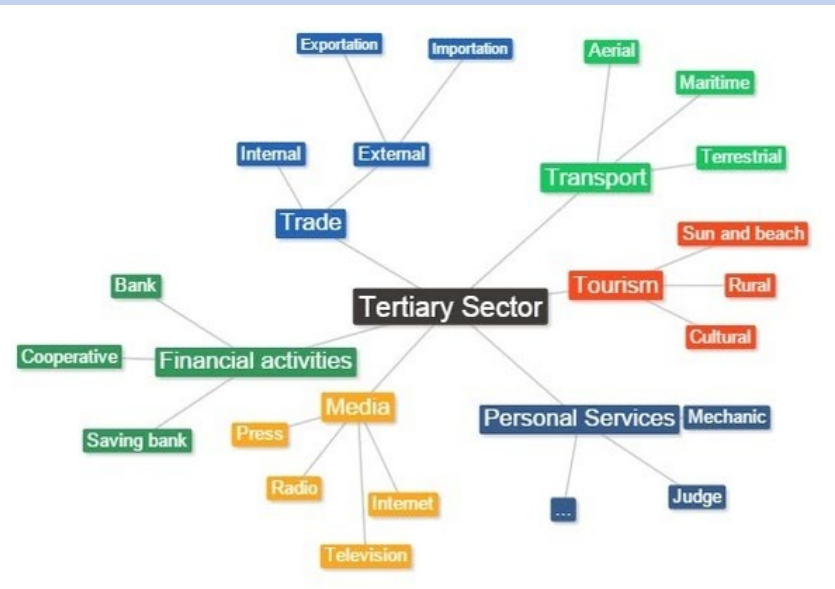 Exportation
Importation
Internal
External
Trade
Aerial
Maritime
Terrestrial
Transport
Sun and beach
Tourism
Rural
Cultural
Tertiary Sector
Bank
Cooperative
Financial activities
Saving bank
Media
Press
Radio
Internet
Television
Personal Services
Mechanic
Judge
...